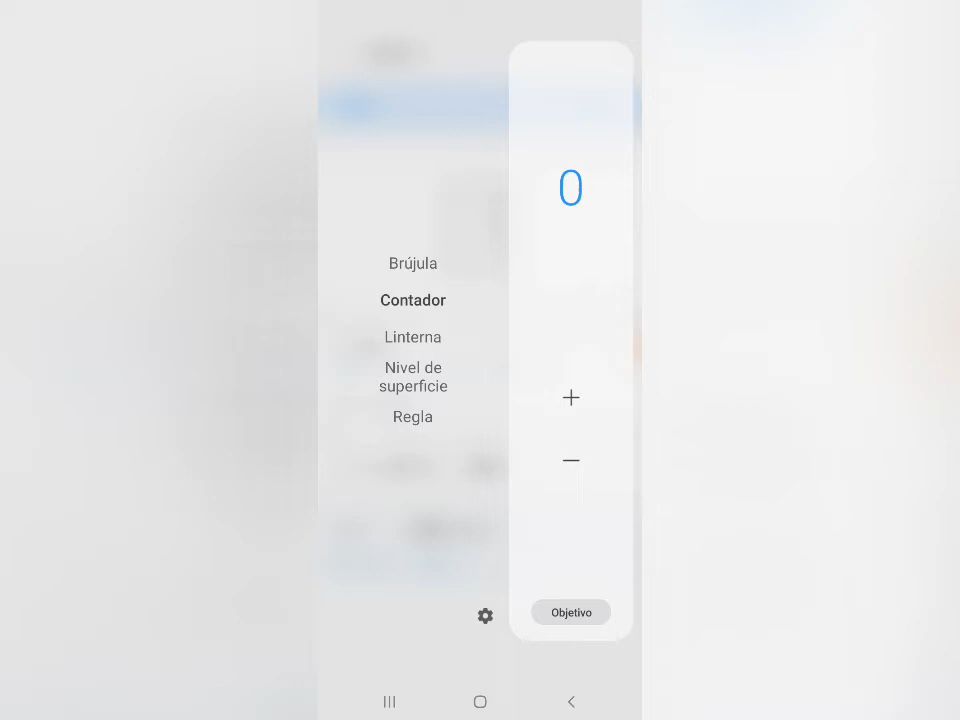 0
Brújula
Contador
Linterna
Nivel de
superficie
Regla
+
−
Objetivo